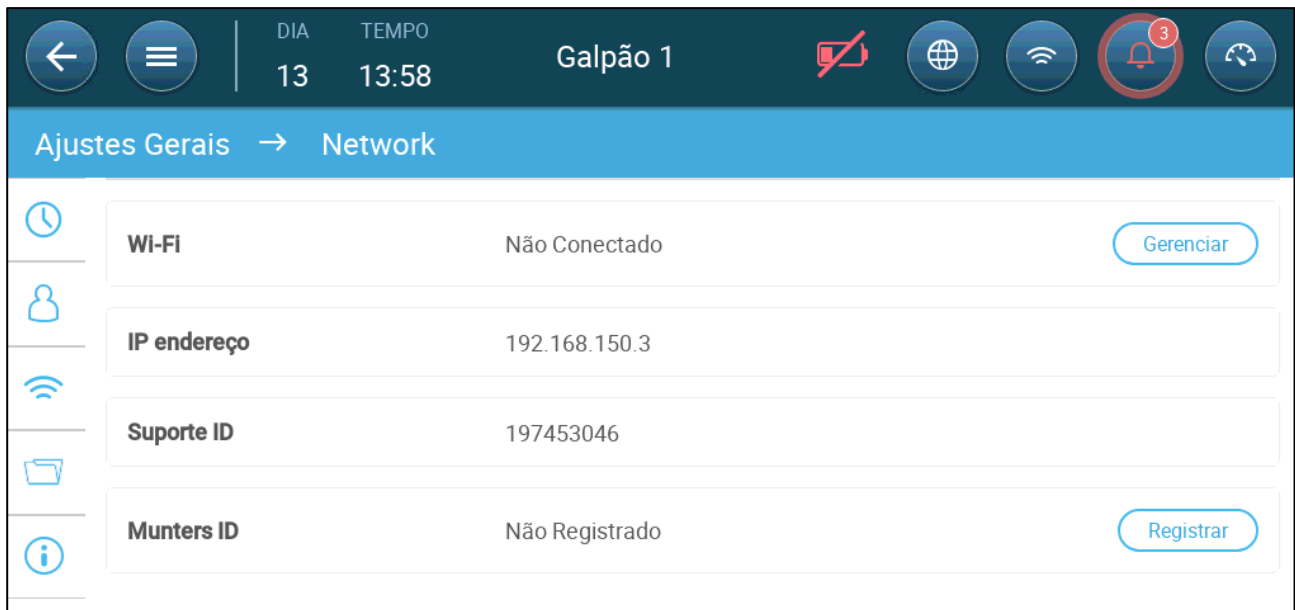 DIA TEMPO
13 13:58
Galpão 1
3
Ajustes Gerais → Network
Wi-Fi Não Conectado Gerenciar
IP endereço 192.168.150.3
Suporte ID 197453046
Munters ID Não Registrado Registrar